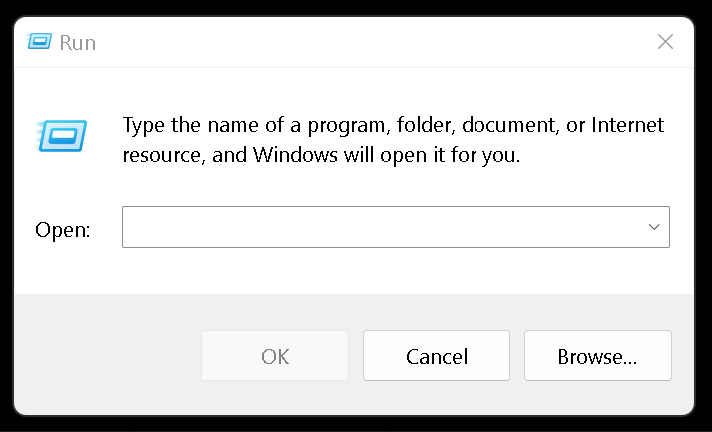 Run
Type the name of a program, folder, document, or Internet
resource, and Windows will open it for you.
Open:
OK Cancel Browse...